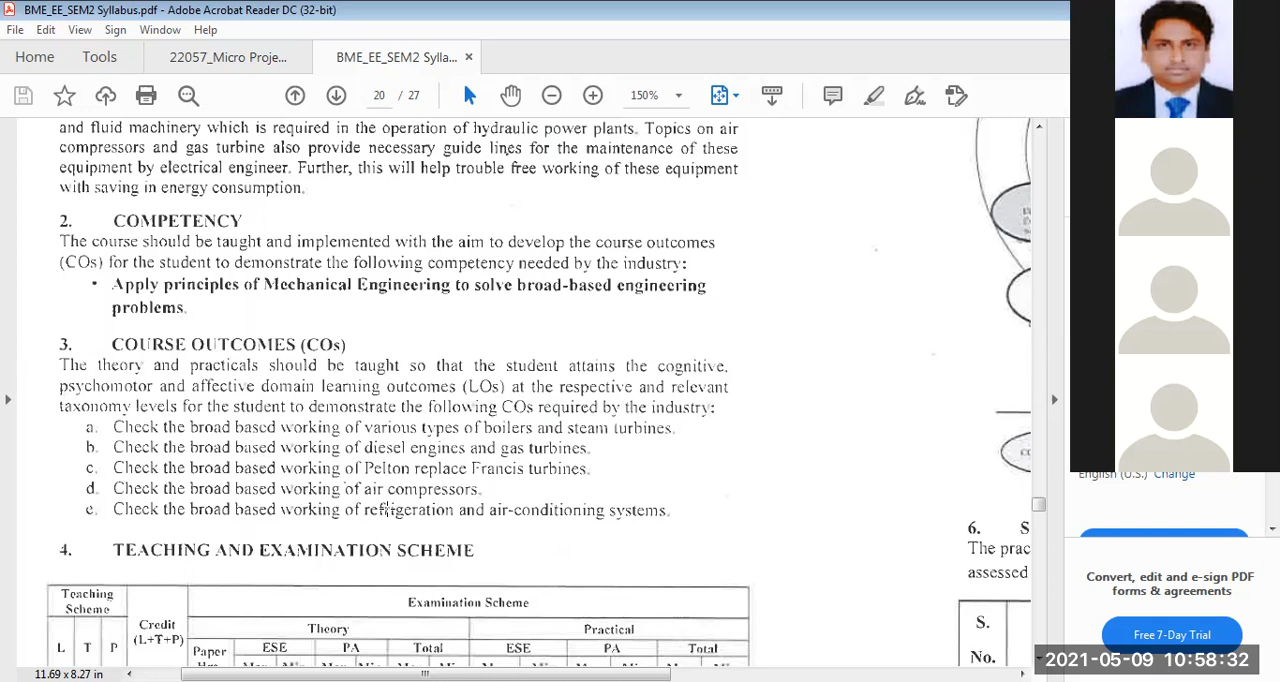 BME_EE_SEM2 Syllabus.pdf - Adobe Acrobat Reader DC (32-bit)
File Edit View Sign Window Help
Home Tools 22057_Micro Proje... BME_EE_SEM2 Sylla... ×
20 / 27 150%
and fluid machinery which is required in the operation of hydraulic power plants. Topics on air
compressors and gas turbine also provide necessary guide lines for the maintenance of these
equipment by electrical engineer. Further, this will help trouble free working of these equipment
with saving in energy consumption.
2. COMPETENCY
The course should be taught and implemented with the aim to develop the course outcomes
(COs) for the student to demonstrate the following competency needed by the industry:
• Apply principles of Mechanical Engineering to solve broad-based engineering
problems.
3. COURSE OUTCOMES (COs)
The theory and practicals should be taught so that the student attains the cognitive,
psychomotor and affective domain learning outcomes (LOs) at the respective and relevant
taxonomy levels for the student to demonstrate the following COs required by the industry:
a. Check the broad based working of various types of boilers and steam turbines.
b. Check the broad based working of diesel engines and gas turbines.
c. Check the broad based working of Pelton replace Francis turbines.
d. Check the broad based working of air compressors.
e. Check the broad based working of refrigeration and air-conditioning systems.
4. TEACHING AND EXAMINATION SCHEME
Teaching
Scheme
Credit
(L+T+P)
Examination Scheme
Theory Practical
L T P
Paper
ESE PA Total ESE PA Total
6. S
The prac
assessed
S.
No.
English (U.S.) Change
Convert, edit and e-sign PDF
forms & agreements
Free 7-Day Trial
11.69 x 8.27 in
2021-05-09 10:58:32